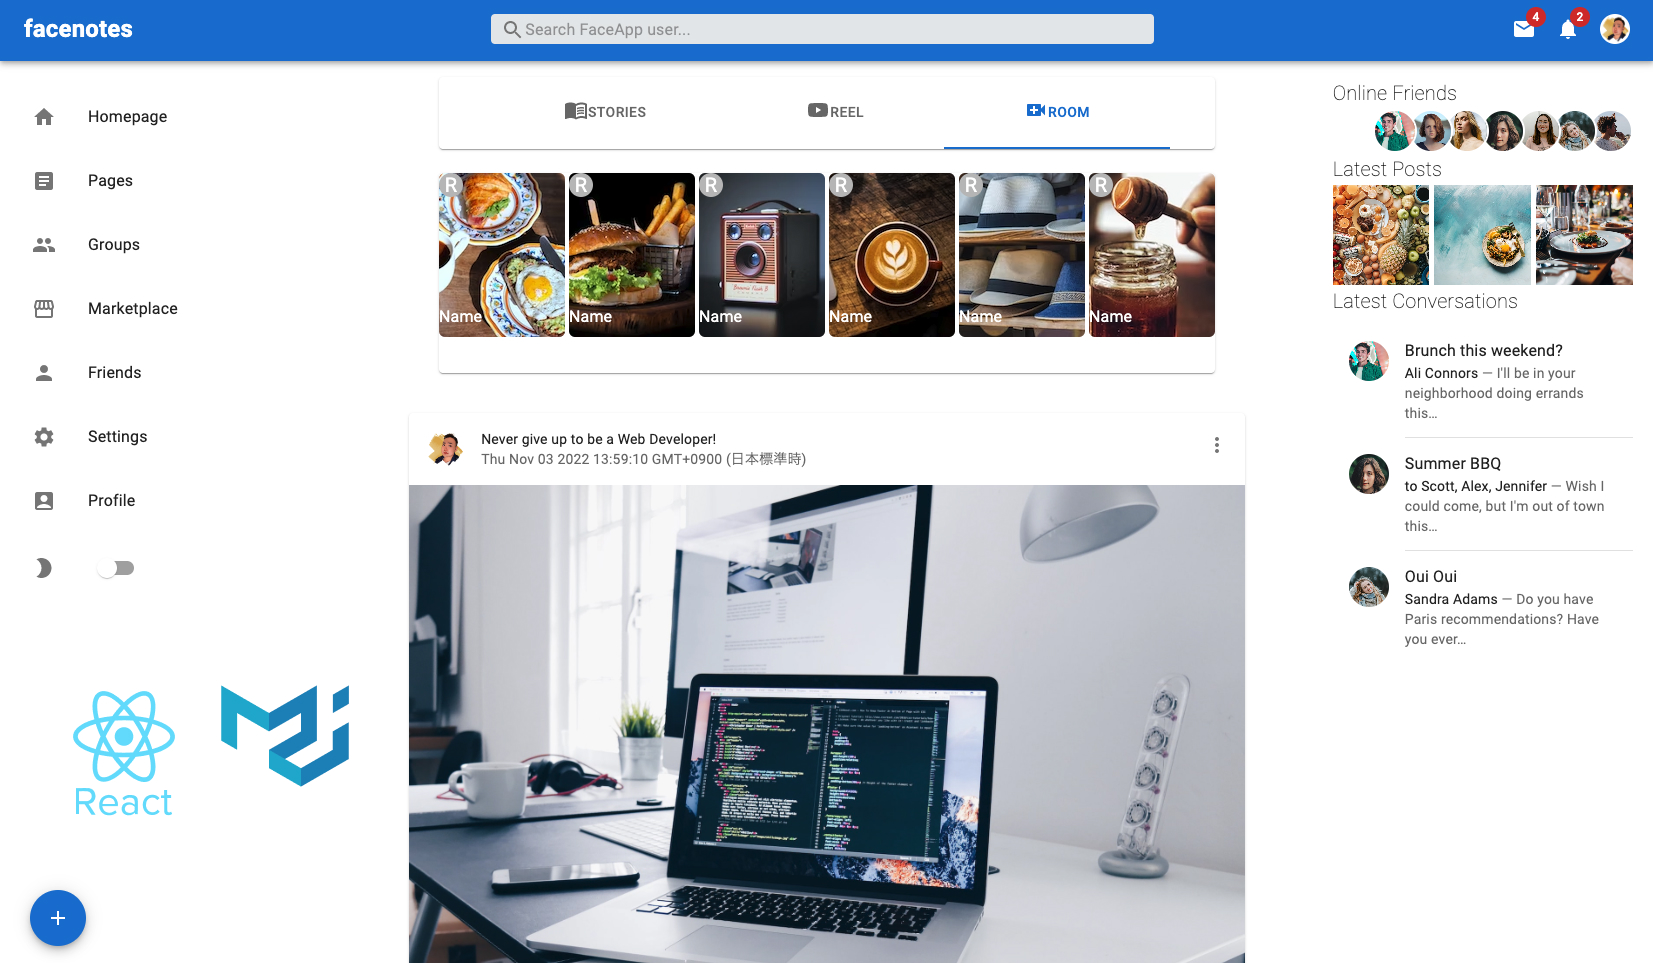 facenotes
Search FaceApp user...
4
2
Homepage
Pages
Groups
Marketplace
Friends
Settings
Profile
React
STORIES
REEL
ROOM
R
R
R
R
R
R
Name
Name
Name
Name
Name
Name
Never give up to be a Web Developer!
Thu Nov 03 2022 13:59:10 GMT+0900 (日本標準時)
Online Friends
Latest Posts
Latest Conversations
Brunch this weekend?
Ali Connors — I'll be in your
neighborhood doing errands
this…
Summer BBQ
to Scott, Alex, Jennifer — Wish I
could come, but I'm out of town
this…
Oui Oui
Sandra Adams — Do you have
Paris recommendations? Have
you ever…